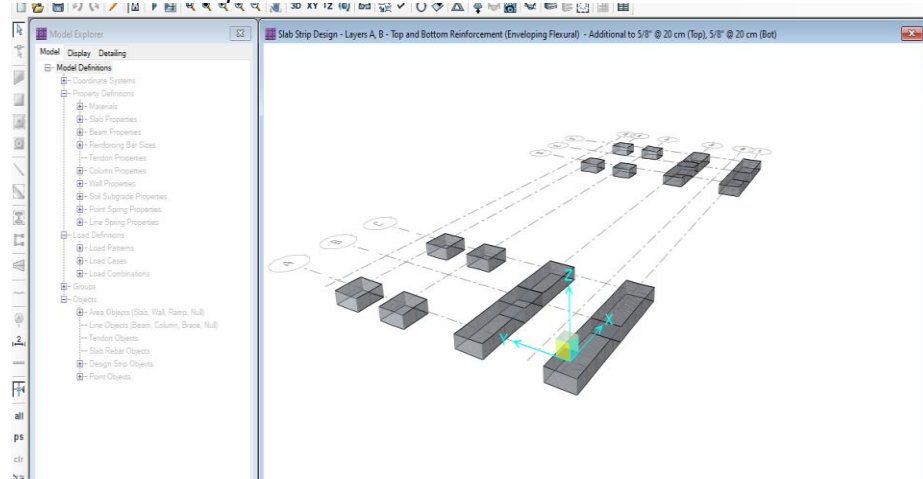 3D XY YZ
Model Explorer
Slab Strip Design - Layers A, B - Top and Bottom Reinforcement (Enveloping Flexural) - Additional to 5/8" @ 20 cm (Top), 5/8" @ 20 cm (Bot)
Model Display Detailing
Model Definitions
Coordinate Systems
Property Definitions
Materials
Slab Properties
Beam Properties
Reinforcing Bar Sizes
Tendon Properties
Column Properties
Wall Properties
Soil Subgrade Properties
Point Spring Properties
Line Spring Properties
Load Definitions
Load Patterns
Load Cases
Load Combinations
Groups
Objects
Area Objects (Slab, Wall, Ramp, Null)
Line Objects (Beam, Column, Brace, Null)
Tendon Objects
Slab Rebar Objects
Design Strip Objects
Point Objects
all
ps
clr
A
B
C
Z
X
Y
2